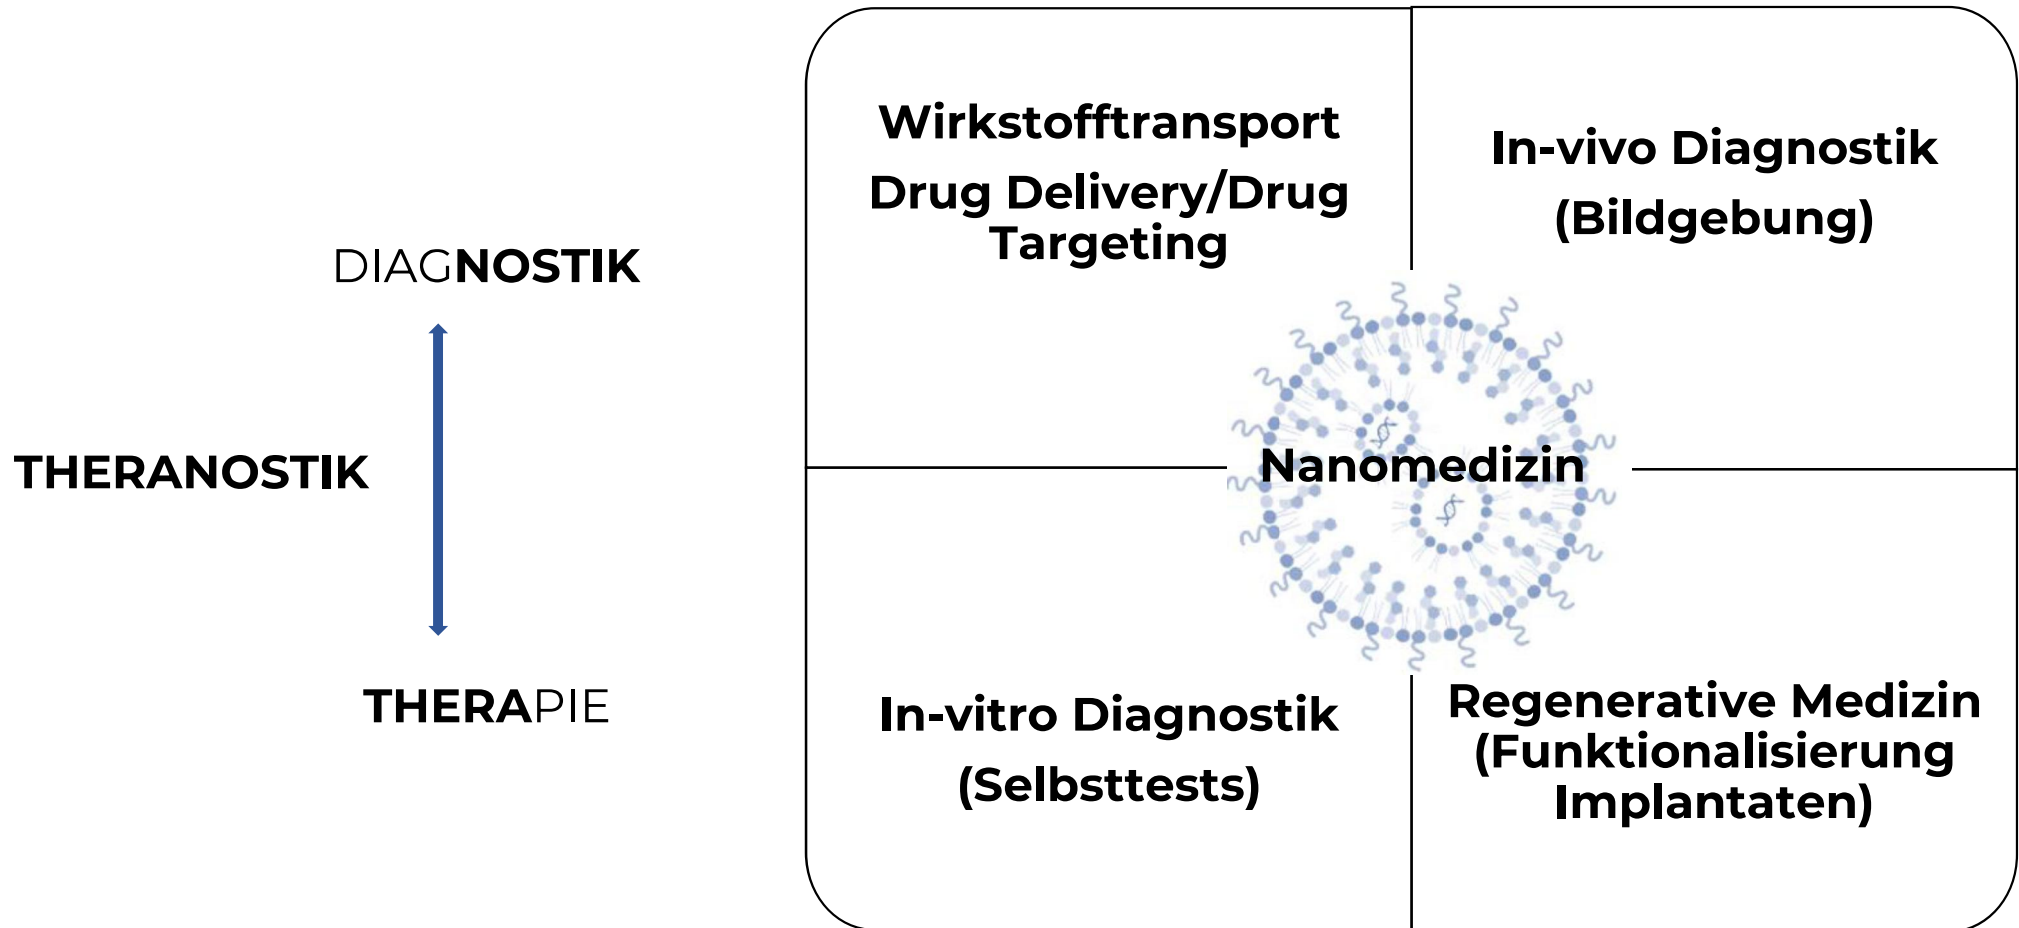 DIAGNOSTIK
THERANOSTIK
THERAPIE
Wirkstofftransport
Drug Delivery/Drug
Targeting
In-vivo Diagnostik
(Bildgebung)
Nanomedizin
In-vitro Diagnostik
(Selbsttests)
Regenerative Medizin
(Funktionalisierung
Implantaten)